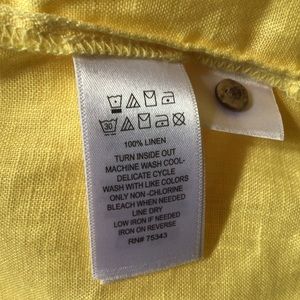 30
100% LINEN
TURN INSIDE OUT
MACHINE WASH COOL-
DELICATE CYCLE
WASH WITH LIKE COLORS
ONLY NON -CHLORINE
BLEACH WHEN NEEDED
LINE DRY
LOW IRON IF NEEDED
IRON ON REVERSE
RN# 75343